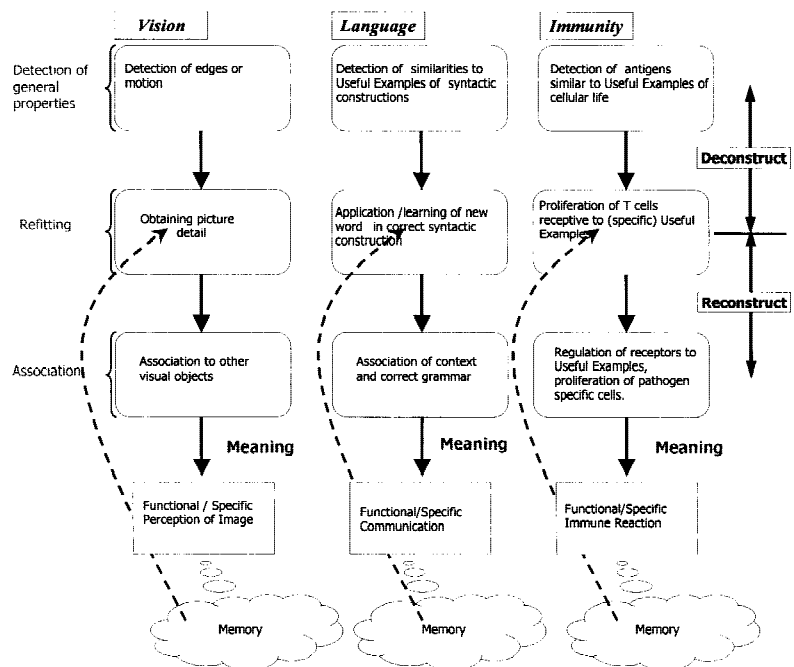 Vision
Language
Immunity
Detection of
general
properties
Detection of edges or
motion
Detection of similarities to
Useful Examples of syntactic
constructions
Detection of antigens
similar to Useful Examples of
cellular life
Deconstruct
Refitting
Obtaining picture
detail
Application /learning of new
word in correct syntactic
construction
Proliferation of T cells
receptive to (specific) Useful
Examples
Reconstruct
Association
Association to other
visual objects
Association of context
and correct grammar
Regulation of receptors to
Useful Examples,
proliferation of pathogen
specific cells.
Meaning
Meaning
Meaning
Functional / Specific
Perception of Image
Functional/Specific
Communication
Functional/Specific
Immune Reaction
Memory
Memory
Memory